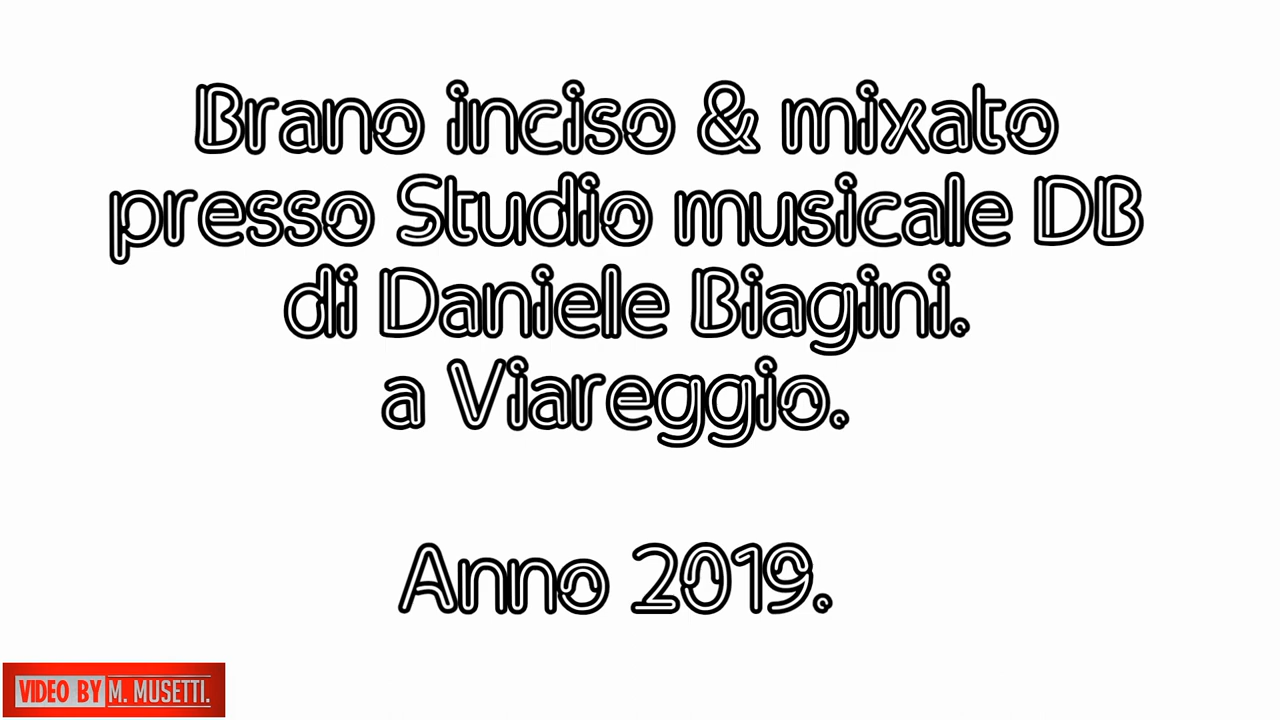 Brano inciso & mixato
presso Studio musicale DB
di Daniele Biagini.
a Viareggio.
Anno 2019.
VIDEO BY M. MUSETTI.